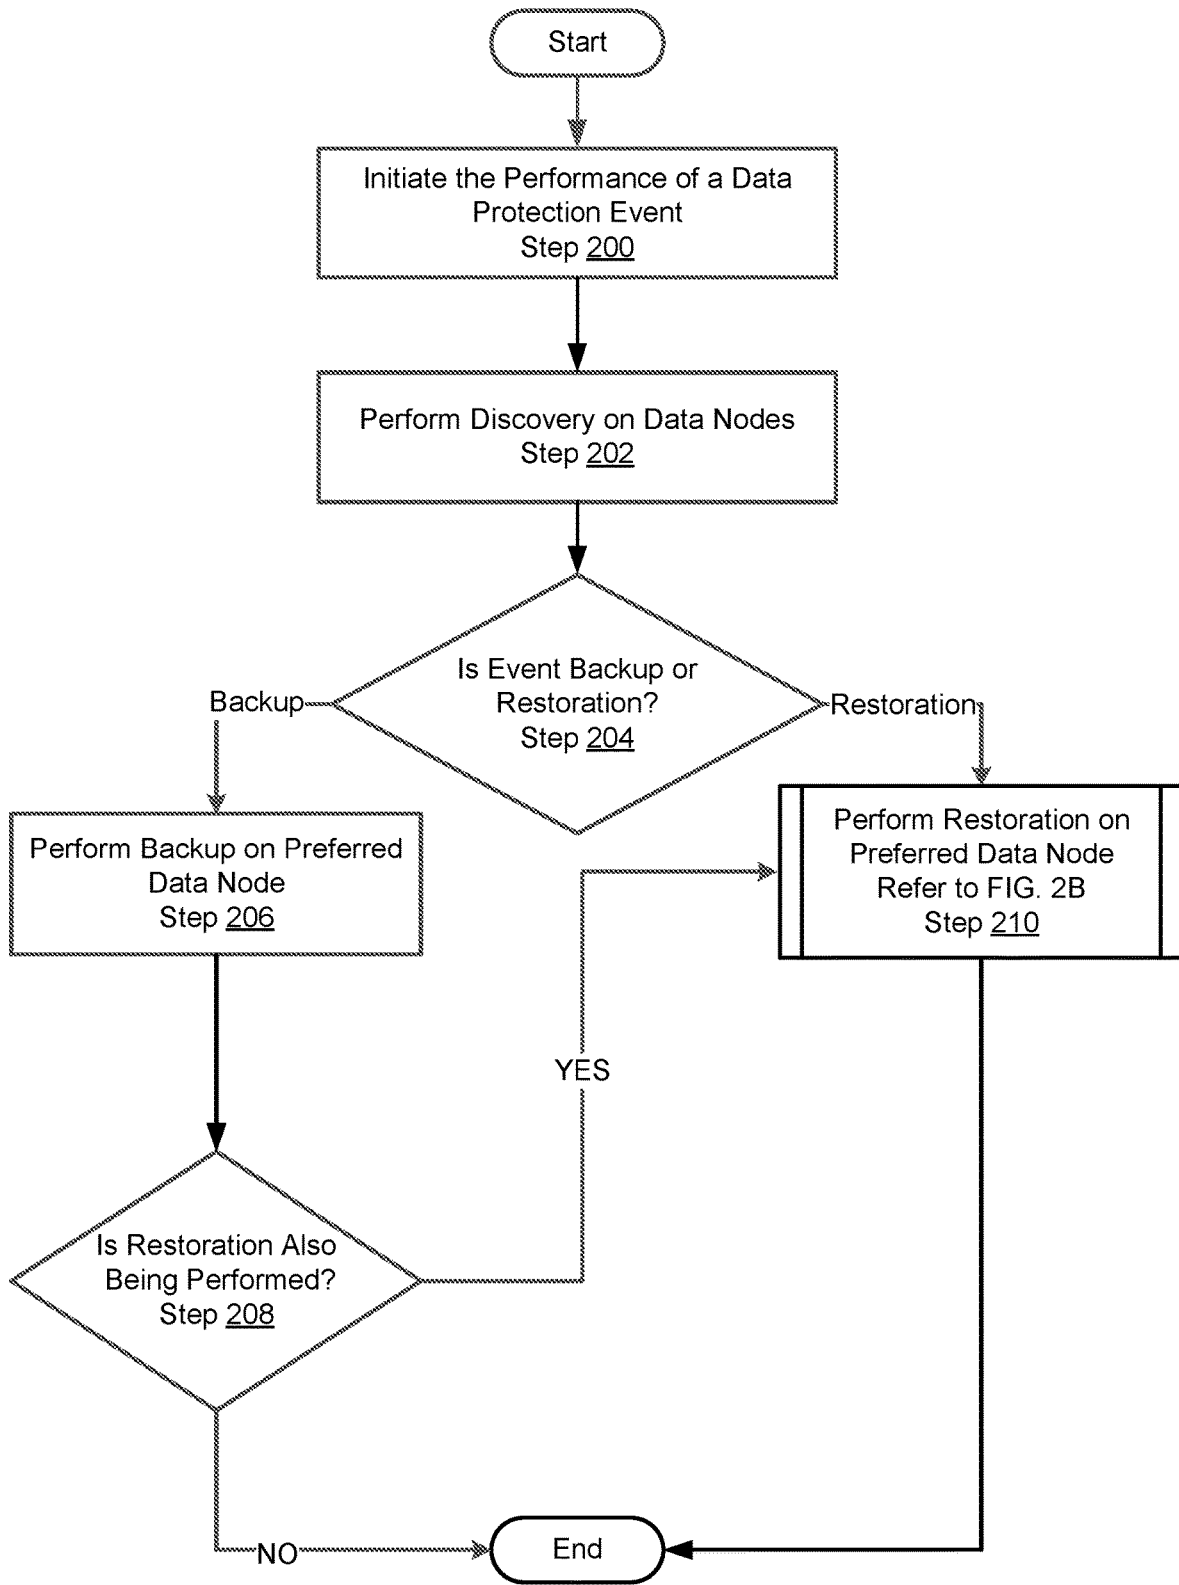 Start
Initiate the Performance of a Data
Protection Event
Step 200
Perform Discovery on Data Nodes
Step 202
Is Event Backup or
Restoration?
Step 204
Backup
Restoration
Perform Backup on Preferred
Data Node
Step 206
Perform Restoration on
Preferred Data Node
Refer to FIG. 2B
Step 210
YES
Is Restoration Also
Being Performed?
Step 208
NO
End